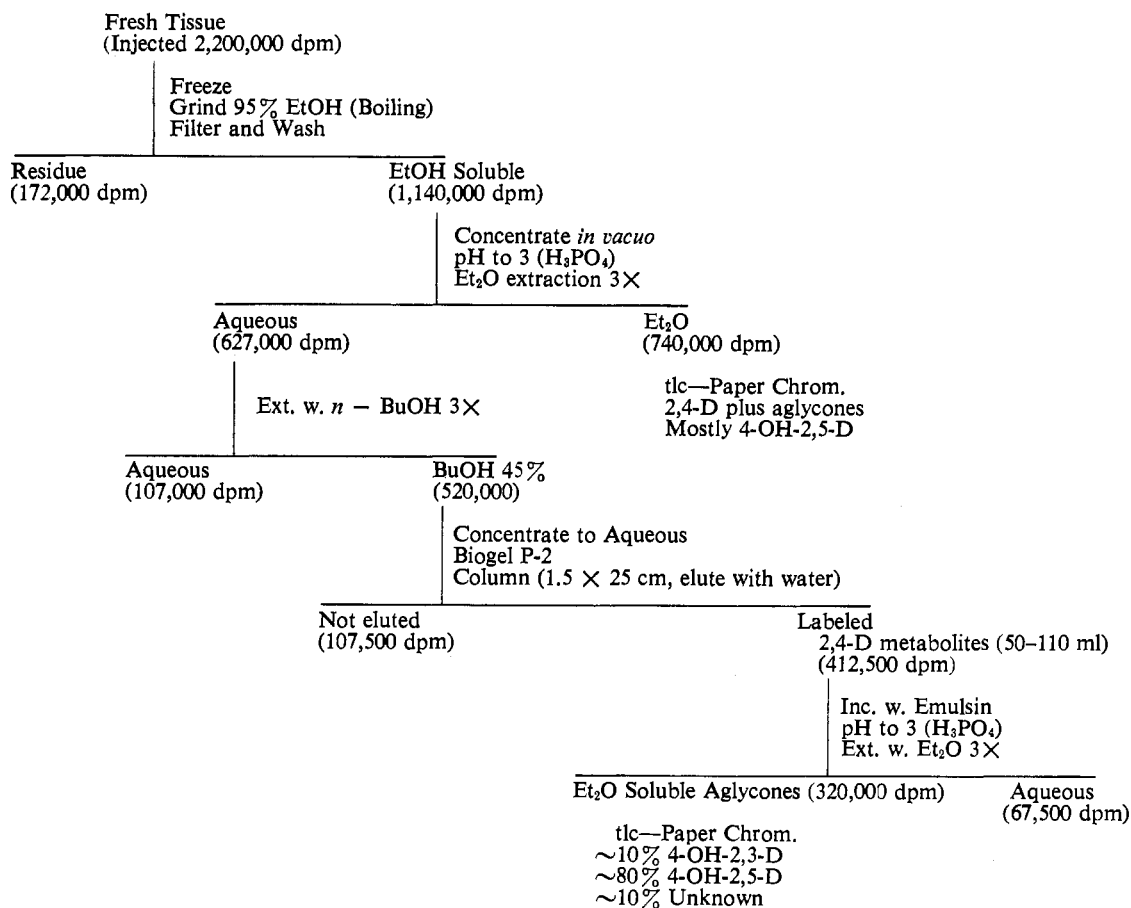 Fresh Tissue
(Injected 2,200,000 dpm)
Freeze
Grind 95% EtOH (Boiling)
Filter and Wash
Residue
(172,000 dpm)
EtOH Soluble
(1,140,000 dpm)
Concentrate in vacuo
pH to 3 (H₃PO₄)
Et₂O extraction 3×
Aqueous
(627,000 dpm)
Et₂O
(740,000 dpm)
tlc—Paper Chrom.
2,4-D plus aglycones
Mostly 4-OH-2,5-D
Ext. w. n − BuOH 3×
Aqueous
(107,000 dpm)
BuOH 45%
(520,000)
Concentrate to Aqueous
Biogel P-2
Column (1.5 × 25 cm, elute with water)
Not eluted
(107,500 dpm)
Labeled
2,4-D metabolites (50–110 ml)
(412,500 dpm)
Inc. w. Emulsin
pH to 3 (H₃PO₄)
Ext. w. Et₂O 3×
Et₂O Soluble Aglycones (320,000 dpm)
tlc—Paper Chrom.
~10% 4-OH-2,3-D
~80% 4-OH-2,5-D
~10% Unknown
Aqueous
(67,500 dpm)